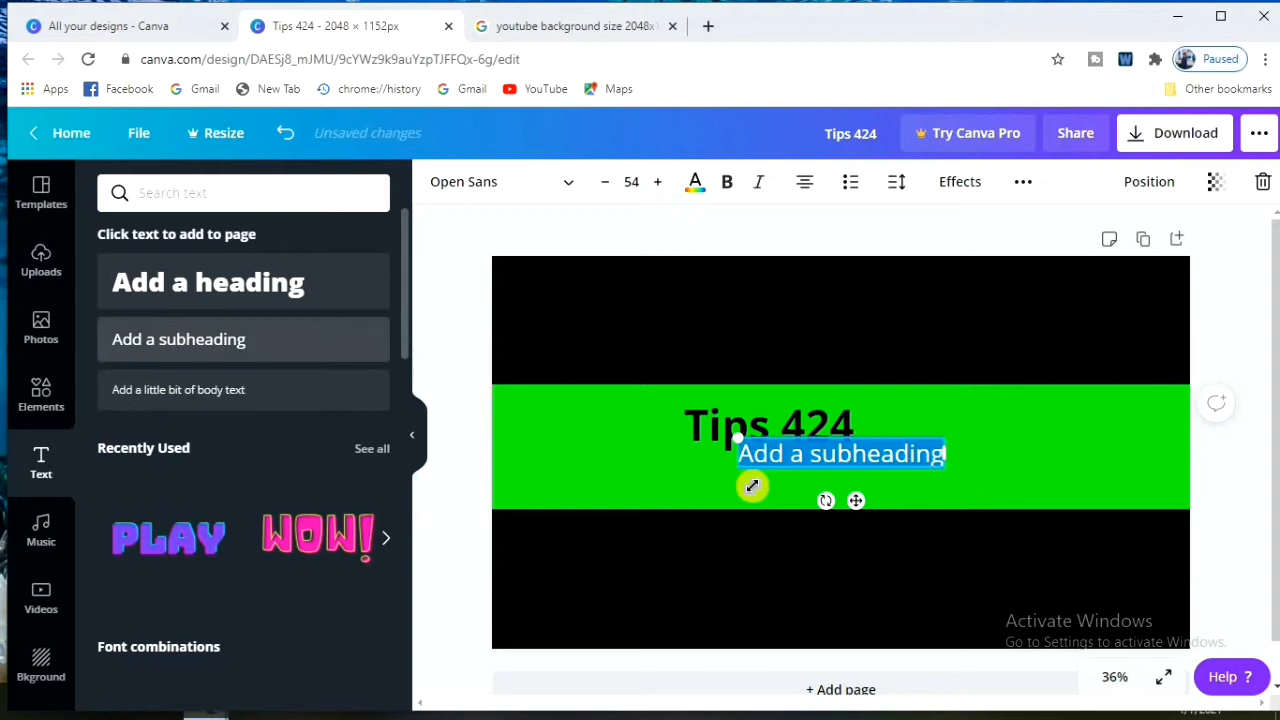 All your designs - Canva
Tips 424 - 2048 × 1152px
youtube background size 2048x
canva.com/design/DAESj8_mJMU/9cYWz9k9auYzpTJFFQx-6g/edit
Paused
Apps
Facebook
Gmail
New Tab
chrome://history
Gmail
YouTube
Maps
Other bookmarks
Home
File
Resize
Unsaved changes
Tips 424
Try Canva Pro
Share
Download
Open Sans
54
A
B
I
Effects
Position
Templates
Uploads
Photos
Elements
Text
Music
Videos
Bkground
Search text
Click text to add to page
Add a heading
Add a subheading
Add a little bit of body text
Recently Used
See all
PLAY
WOW!
Font combinations
Tips 424
Add a subheading
Activate Windows
Go to Settings to activate Windows.
+ Add page
36%
Help ?